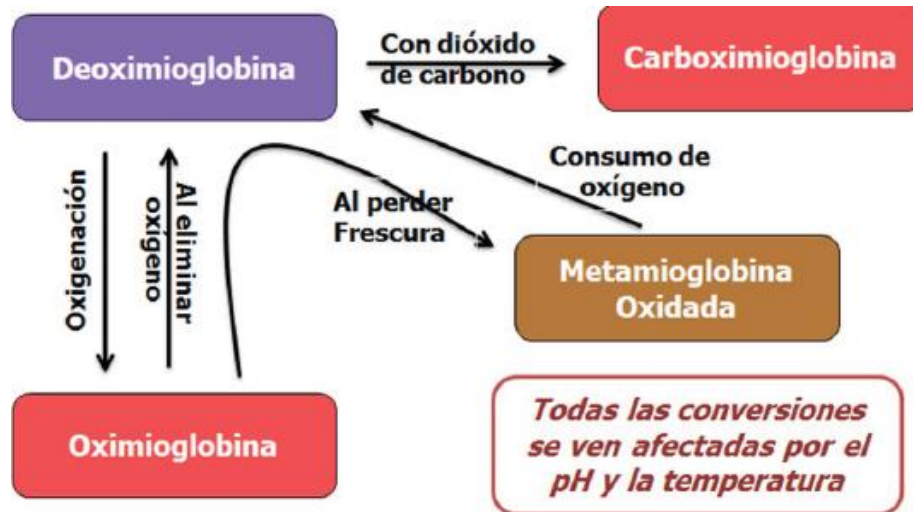 Deoximioglobina
Con dióxido
de carbono
Carboximioglobina
Oxigenación
Al eliminar
oxígeno
Al perder
Frescura
Consumo de
oxígeno
Metamioglobina
Oxidada
Oximioglobina
Todas las conversiones
se ven afectadas por el
pH y la temperatura